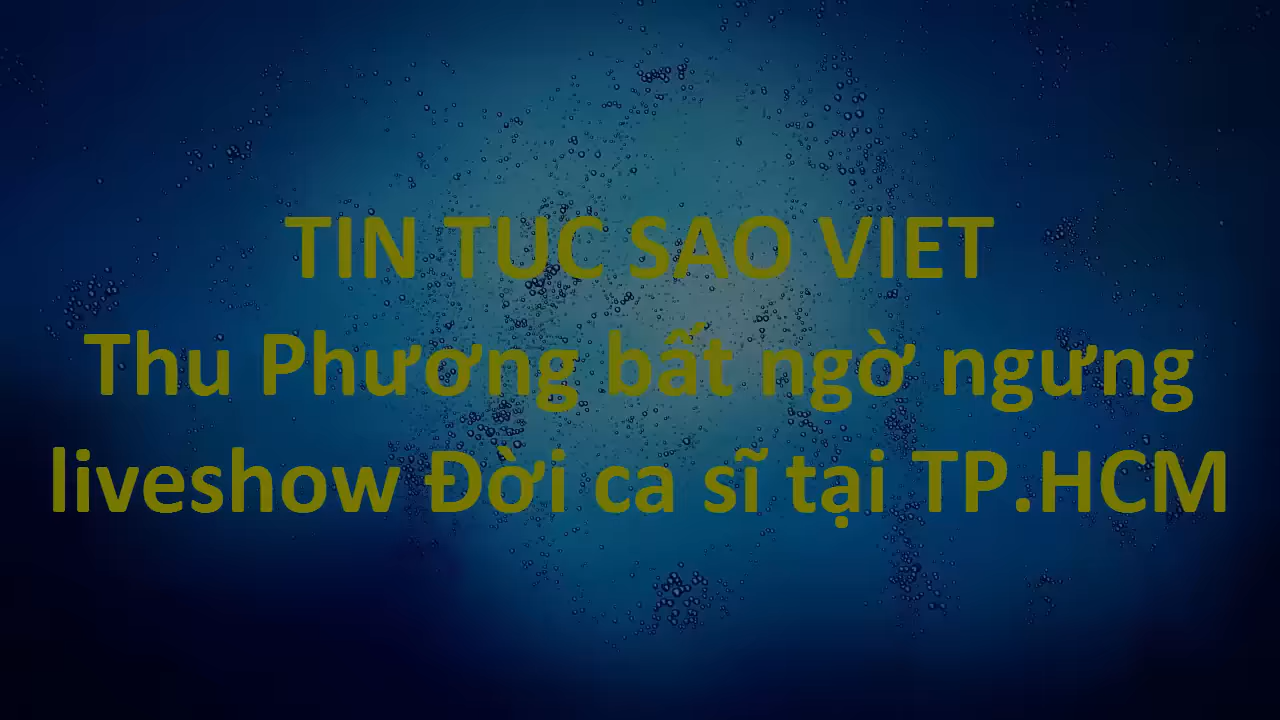 TIN TUC SAO VIET
Thu Phương bất ngờ ngưng
liveshow Đời ca sĩ tại TP.HCM